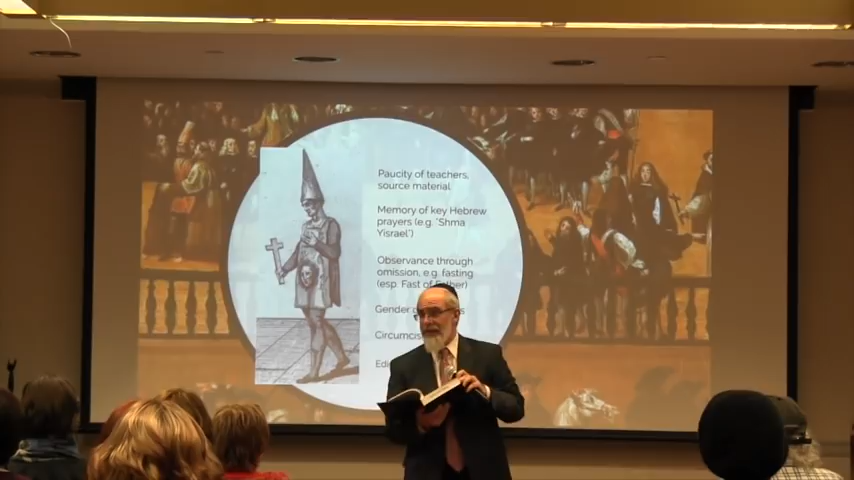 Paucity of teachers,
source material
Memory of key Hebrew
prayers (e.g. "Shma
Yisrael")
Observance through
omission, e.g. fasting
(esp. Fast of
Gender